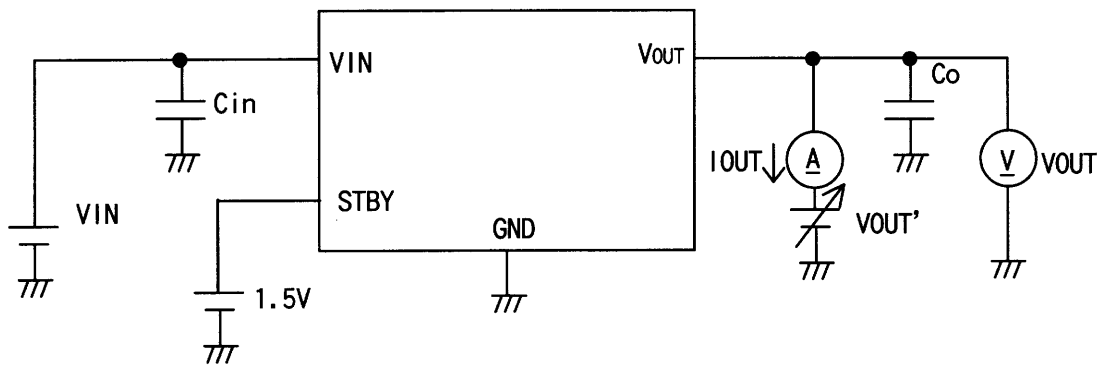 VIN
VOUT
Cin
Co
IOUT
A
V
VOUT
STBY
VIN
GND
VOUT'
1.5V